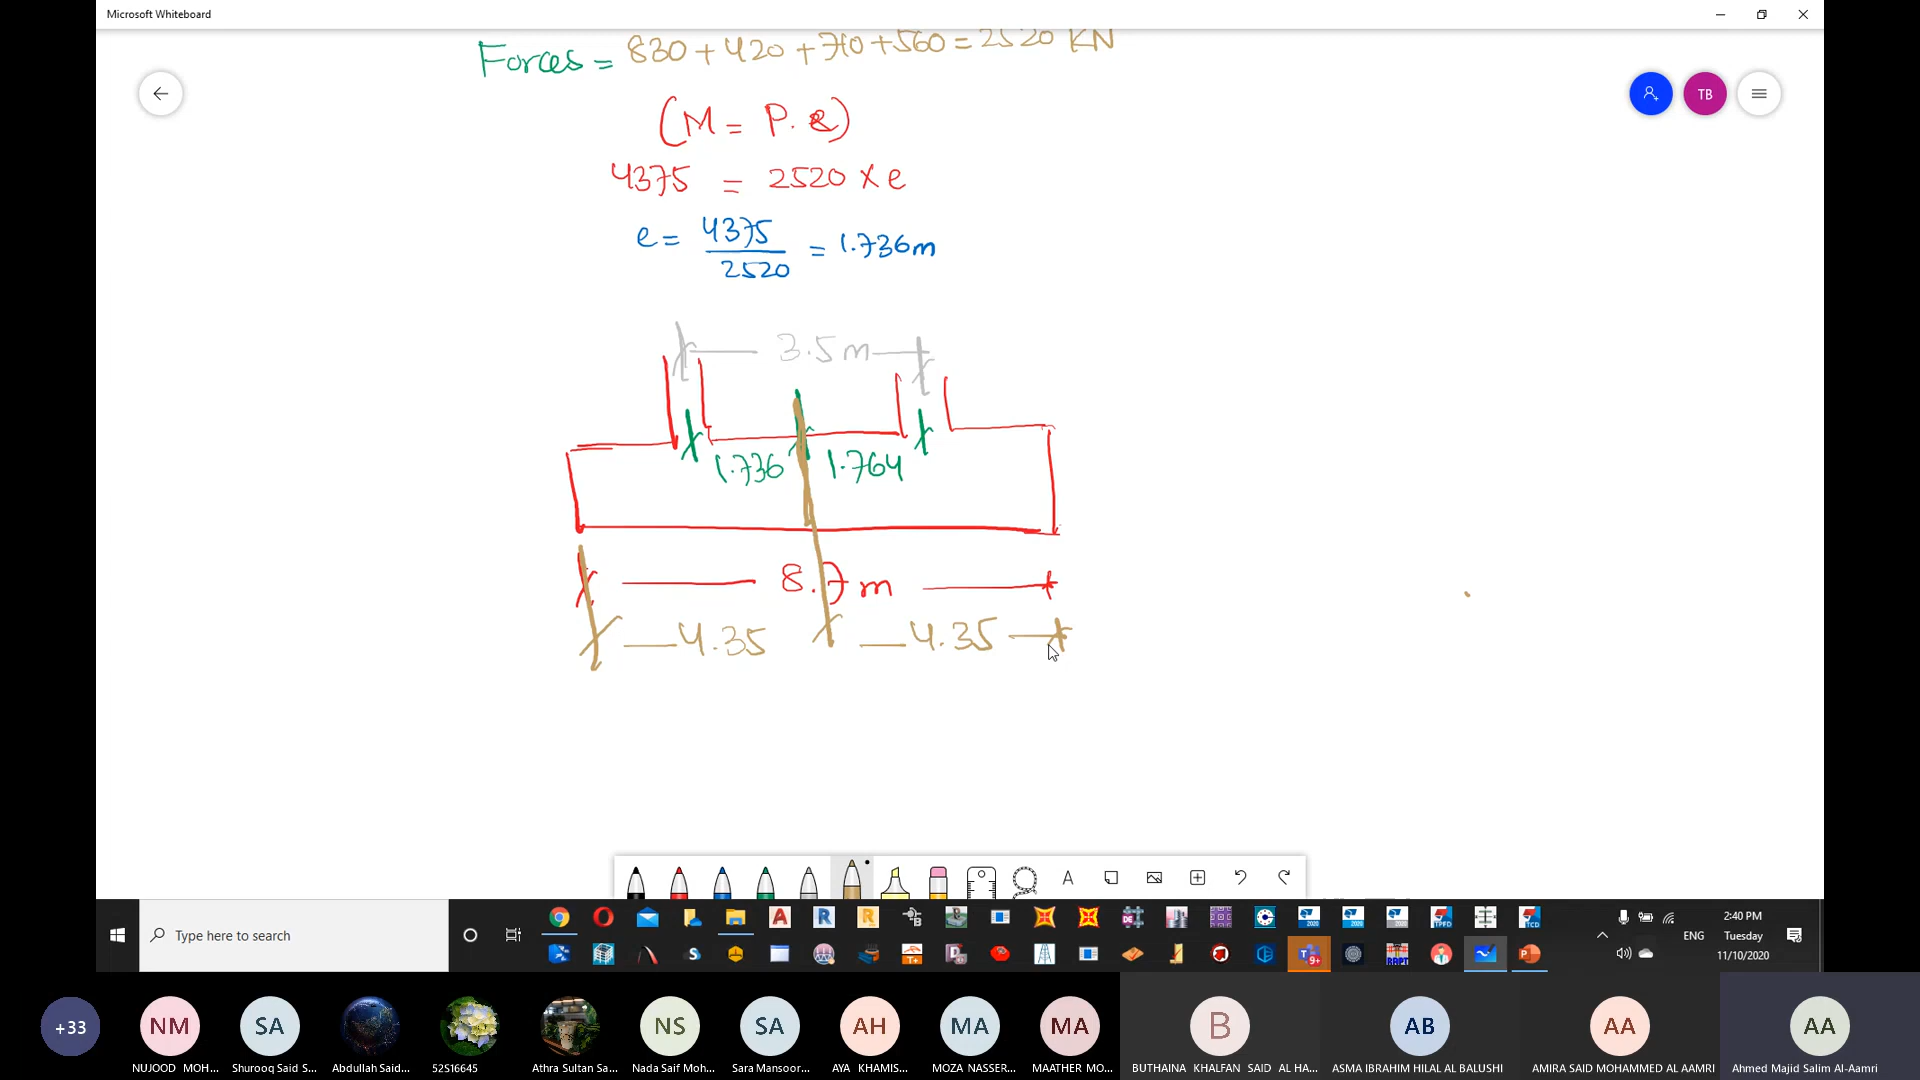 Microsoft Whiteboard
Forces = 830 + 420 + 710 + 560 = 2520 KN
(M = P. e)
TB
4375 = 2520 x e
e = 4375 / 2520 = 1.736m
3.5m
1.736 1.764
8.7 m
4.35 4.35
A
Type here to search
ENG
2:40 PM
Tuesday
11/10/2020
+33
NM
SA
NS
SA
AH
MA
MA
B
AB
AA
AA
NUJOOD MOH...
Shurooq Said S...
Abdullah Said...
52S16645
Athra Sultan Sa...
Nada Saif Moh...
Sara Mansoor...
AYA KHAMIS...
MOZA NASSER...
MAATHER MO...
BUTHAINA KHALFAN SAID AL HA...
ASMA IBRAHIM HILAL AL BALUSHI
AMIRA SAID MOHAMMED AL AAMRI
Ahmed Majid Salim Al-Aamri